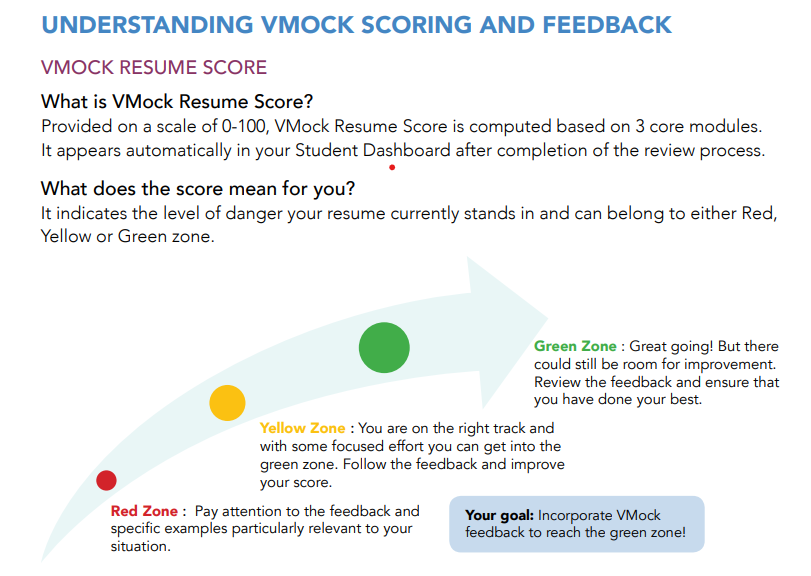 UNDERSTANDING VMOCK SCORING AND FEEDBACK
VMOCK RESUME SCORE
What is VMock Resume Score?
Provided on a scale of 0-100, VMock Resume Score is computed based on 3 core modules.
It appears automatically in your Student Dashboard after completion of the review process.
What does the score mean for you?
It indicates the level of danger your resume currently stands in and can belong to either Red,
Yellow or Green zone.
Green Zone : Great going! But there
could still be room for improvement.
Review the feedback and ensure that
you have done your best.
Yellow Zone : You are on the right track and
with some focused effort you can get into the
green zone. Follow the feedback and improve
your score.
Red Zone : Pay attention to the feedback and
specific examples particularly relevant to your
situation.
Your goal: Incorporate VMock
feedback to reach the green zone!